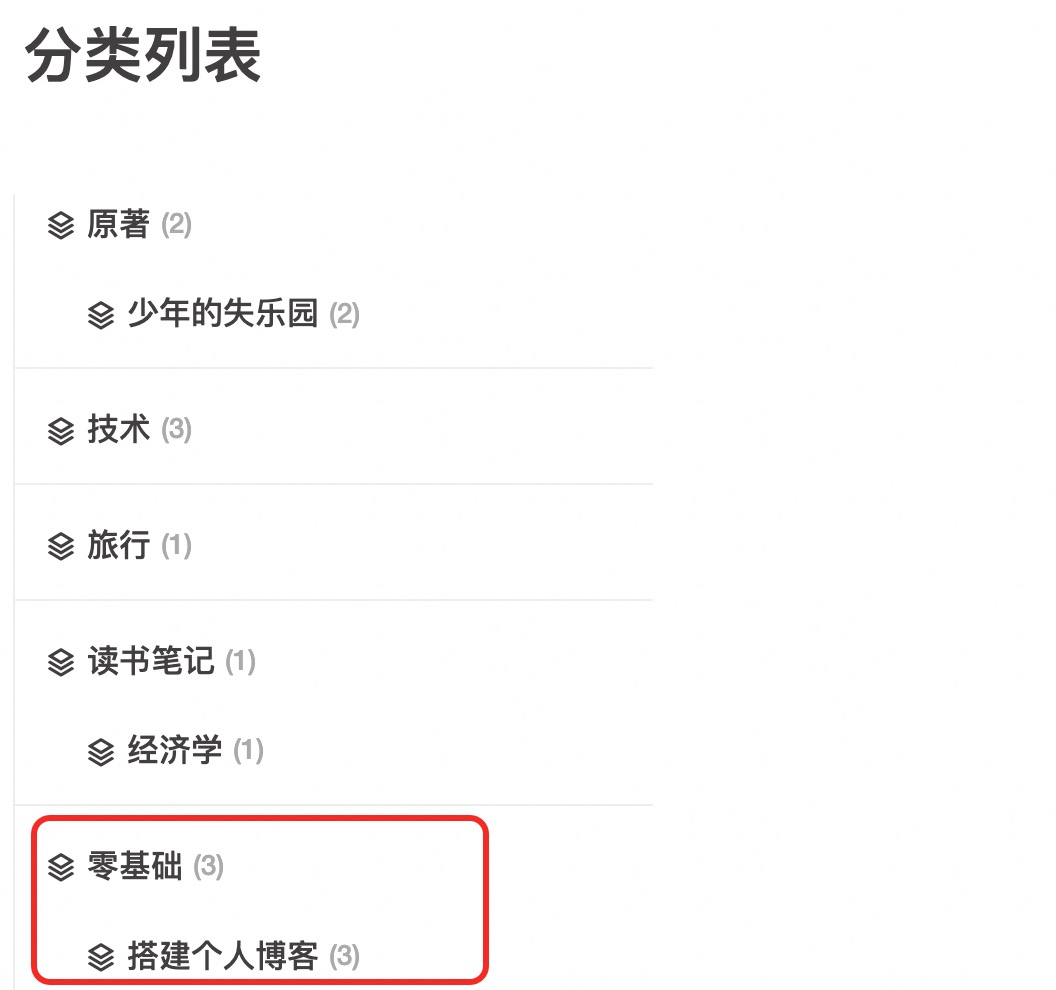 分类列表
原著 (2)
少年的失乐园 (2)
技术 (3)
旅行 (1)
读书笔记 (1)
经济学 (1)
零基础 (3)
搭建个人博客 (3)